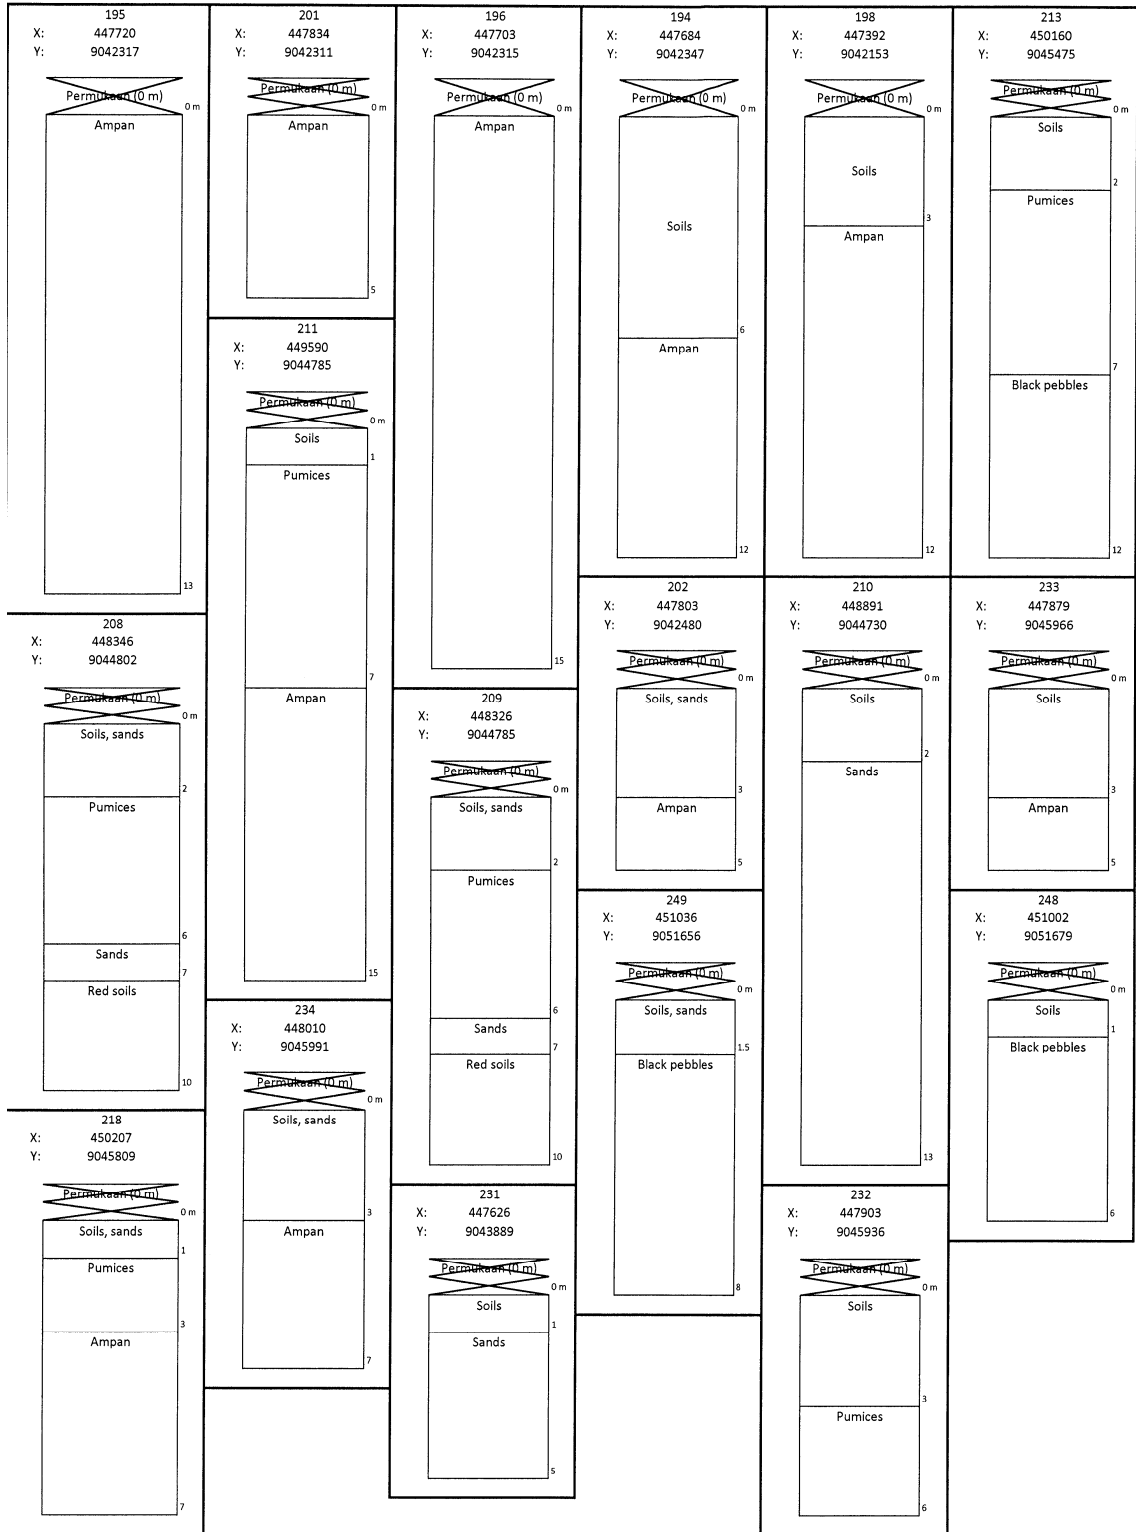 195
X: 447720
Y: 9042317
Permukaan (0 m)
0 m
Ampan
13
208
X: 448346
Y: 9044802
Permukaan (0 m)
0 m
Soils, sands
2
Pumices
6
Sands
7
Red soils
10
218
X: 450207
Y: 9045809
Permukaan (0 m)
0 m
Soils, sands
1
Pumices
3
Ampan
7
201
X: 447834
Y: 9042311
Permukaan (0 m)
0 m
Ampan
5
211
X: 449590
Y: 9044785
Permukaan (0 m)
0 m
Soils
1
Pumices
7
Ampan
15
234
X: 448010
Y: 9045991
Permukaan (0 m)
0 m
Soils, sands
3
Ampan
7
196
X: 447703
Y: 9042315
Permukaan (0 m)
0 m
Ampan
15
209
X: 448326
Y: 9044785
Permukaan (0 m)
0 m
Soils, sands
2
Pumices
6
Sands
7
Red soils
10
231
X: 447626
Y: 9043889
Permukaan (0 m)
0 m
Soils
1
Sands
5
194
X: 447684
Y: 9042347
Permukaan (0 m)
0 m
Soils
6
Ampan
12
202
X: 447803
Y: 9042480
Permukaan (0 m)
0 m
Soils, sands
3
Ampan
5
249
X: 451036
Y: 9051656
Permukaan (0 m)
0 m
Soils, sands
1.5
Black pebbles
8
198
X: 447392
Y: 9042153
Permukaan (0 m)
0 m
Soils
3
Ampan
12
210
X: 448891
Y: 9044730
Permukaan (0 m)
0 m
Soils
2
Sands
13
232
X: 447903
Y: 9045936
Permukaan (0 m)
0 m
Soils
3
Pumices
6
213
X: 450160
Y: 9045475
Permukaan (0 m)
0 m
Soils
2
Pumices
7
Black pebbles
12
233
X: 447879
Y: 9045966
Permukaan (0 m)
0 m
Soils
3
Ampan
5
248
X: 451002
Y: 9051679
Permukaan (0 m)
0 m
Soils
1
Black pebbles
6